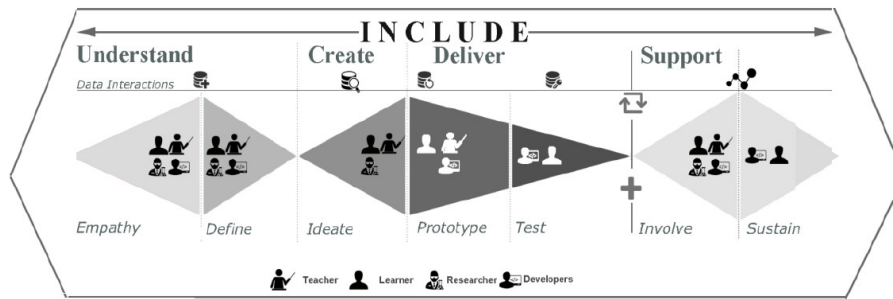 INCLUDE
Understand Create Deliver Support
Data Interactions
Empathy Define Ideate Prototype Test Involve Sustain
Teacher Learner Researcher Developers